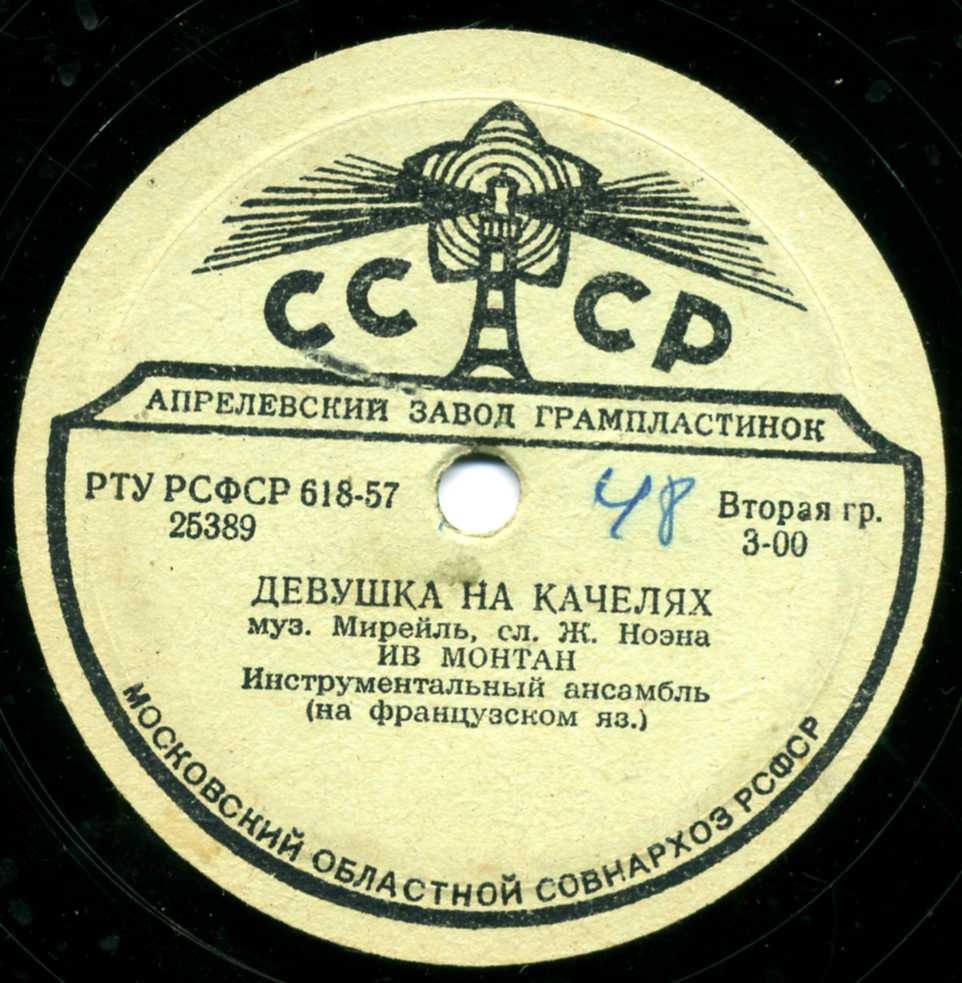 СССР
АПРЕЛЕВСКИЙ ЗАВОД ГРАМПЛАСТИНОК
РТУ РСФСР 618-57
25389
48
Вторая гр.
3-00
ДЕВУШКА НА КАЧЕЛЯХ
муз. Мирейль, сл. Ж. Ноэна
ИВ МОНТАН
Инструментальный ансамбль
(на французском яз.)
МОСКОВСКИЙ ОБЛАСТНОЙ СОВНАРХОЗ РСФСР